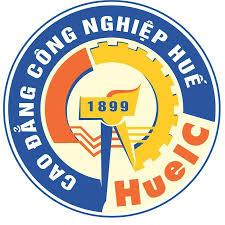 CAO ĐẲNG CÔNG NGHIỆP HUẾ
1899
HueIC